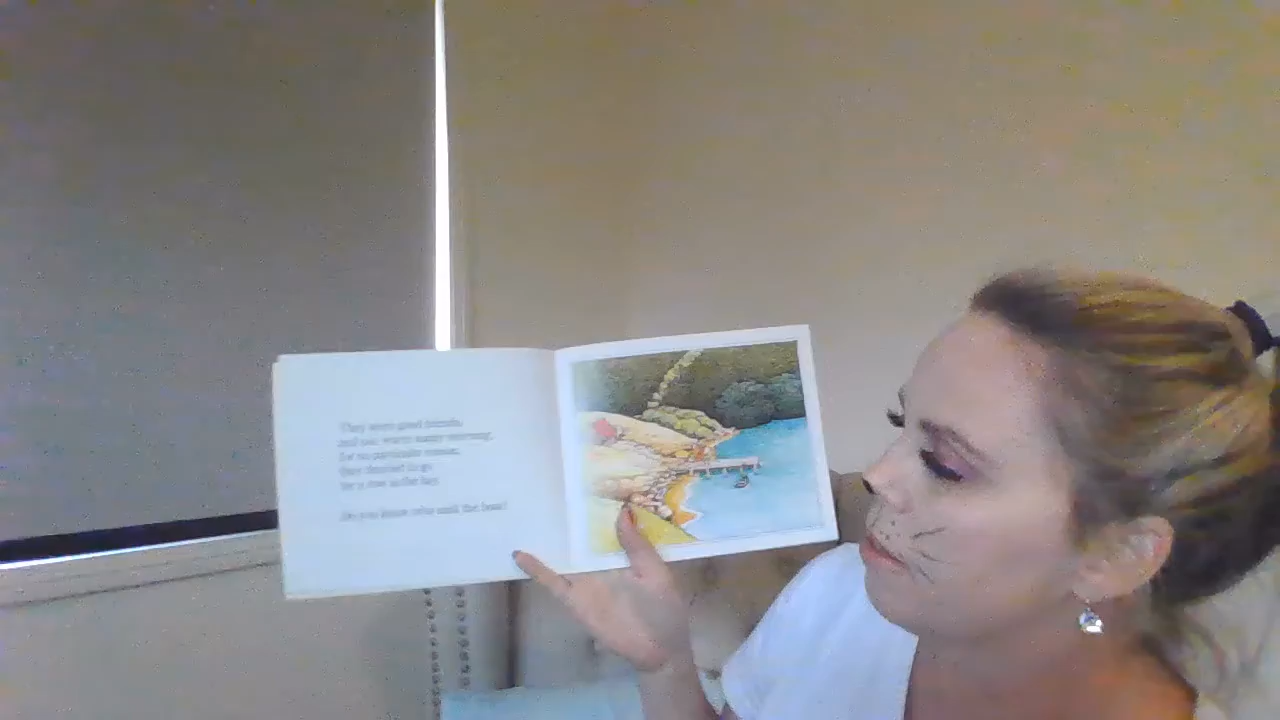 They were good friends,
and one warm sunny morning,
for no particular reason,
they decided to go
for a row on the bay.
Do you know who sank the boat?